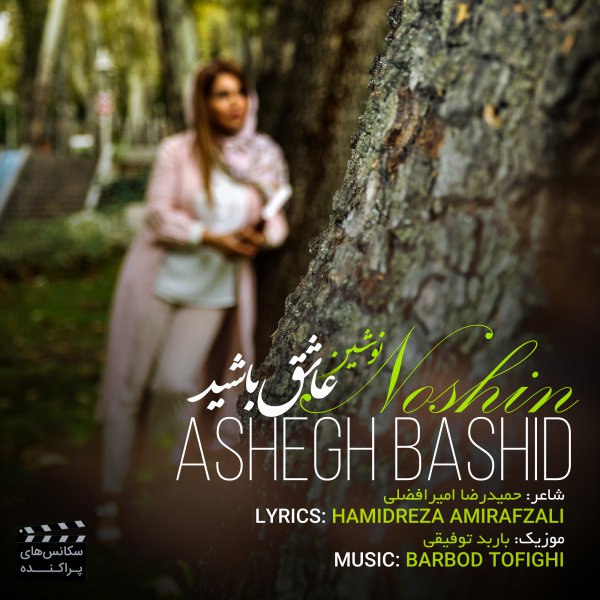 نوشین Noshin
عاشق باشید
ASHEGH BASHID
شاعر: حمیدرضا امیرافضلی
LYRICS: HAMIDREZA AMIRAFZALI
موزیک: باربد توفیقی
MUSIC: BARBOD TOFIGHI
سکانس‌های
پراکنده